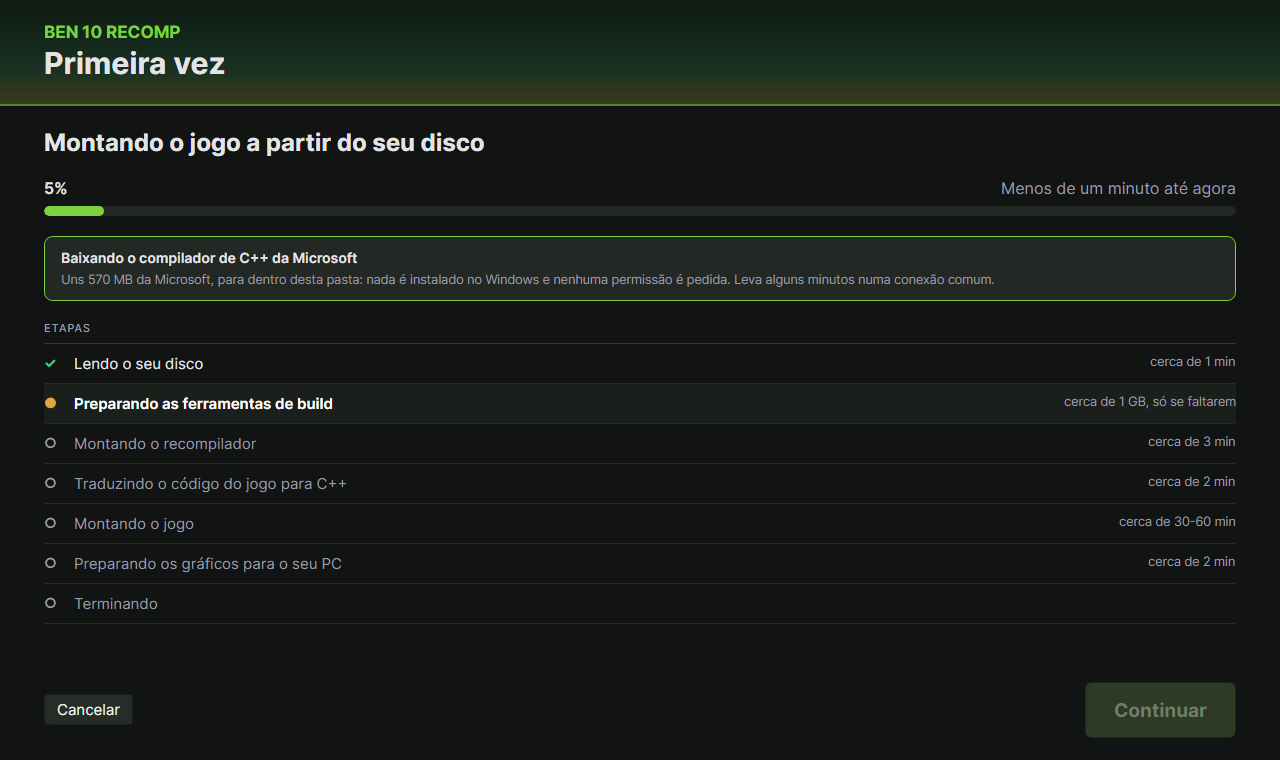 BEN 10 RECOMP
Primeira vez
Montando o jogo a partir do seu disco
5%
Menos de um minuto até agora
Baixando o compilador de C++ da Microsoft
Uns 570 MB da Microsoft, para dentro desta pasta: nada é instalado no Windows e nenhuma permissão é pedida. Leva alguns minutos numa conexão comum.
ETAPAS
Lendo o seu disco
cerca de 1 min
Preparando as ferramentas de build
cerca de 1 GB, só se faltarem
Montando o recompilador
cerca de 3 min
Traduzindo o código do jogo para C++
cerca de 2 min
Montando o jogo
cerca de 30-60 min
Preparando os gráficos para o seu PC
cerca de 2 min
Terminando
Cancelar
Continuar